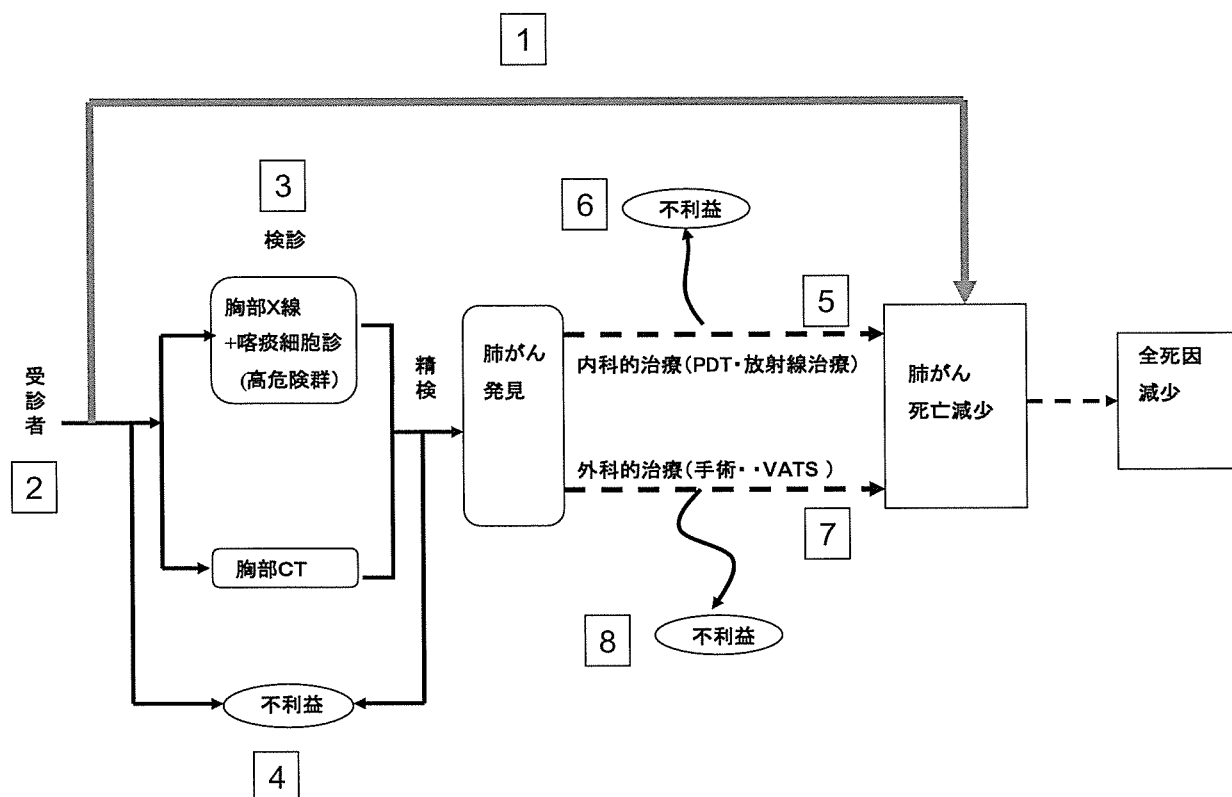 1
3
検診
胸部X線
+喀痰細胞診
(高危険群)
受診者
2
精検
胸部CT
不利益
4
肺がん
発見
6
不利益
5
内科的治療(PDT・放射線治療)
外科的治療(手術・・VATS)
7
8
不利益
肺がん
死亡減少
全死因
減少